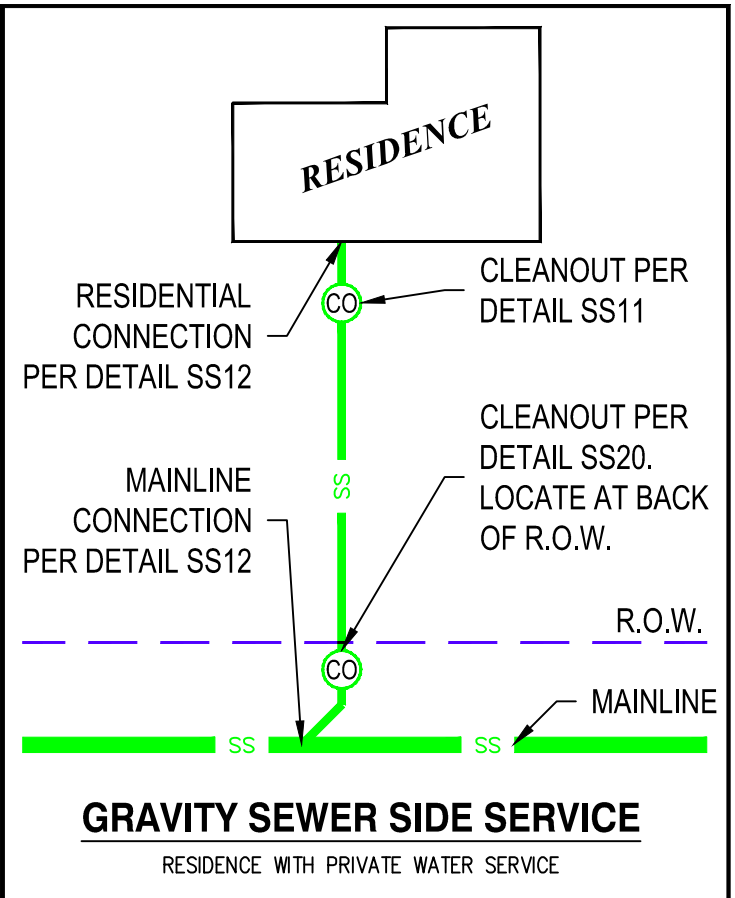 RESIDENCE
RESIDENTIAL
CONNECTION
PER DETAIL SS12
CO
CLEANOUT PER
DETAIL SS11
SS
CLEANOUT PER
DETAIL SS20.
LOCATE AT BACK
OF R.O.W.
MAINLINE
CONNECTION
PER DETAIL SS12
R.O.W.
CO
MAINLINE
SS
SS
GRAVITY SEWER SIDE SERVICE
RESIDENCE WITH PRIVATE WATER SERVICE